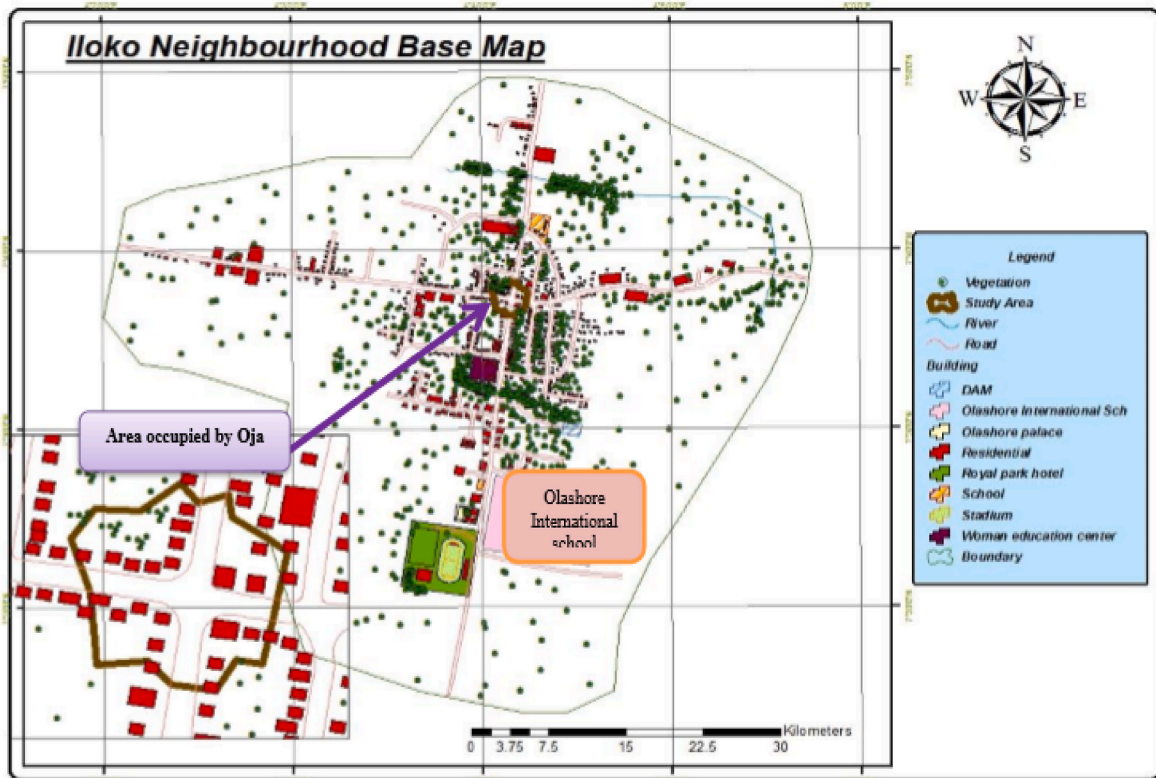 Iloko Neighbourhood Base Map
N
W
E
S
Legend
Vegetation
Study Area
River
Road
Building
DAM
Olashore International Sch
Olashore palace
Residential
Royal park hotel
School
Stadium
Woman education center
Boundary
Area occupied by Oja
Olashore
International
school
Kilometers
0 3.75 7.5 15 22.5 30